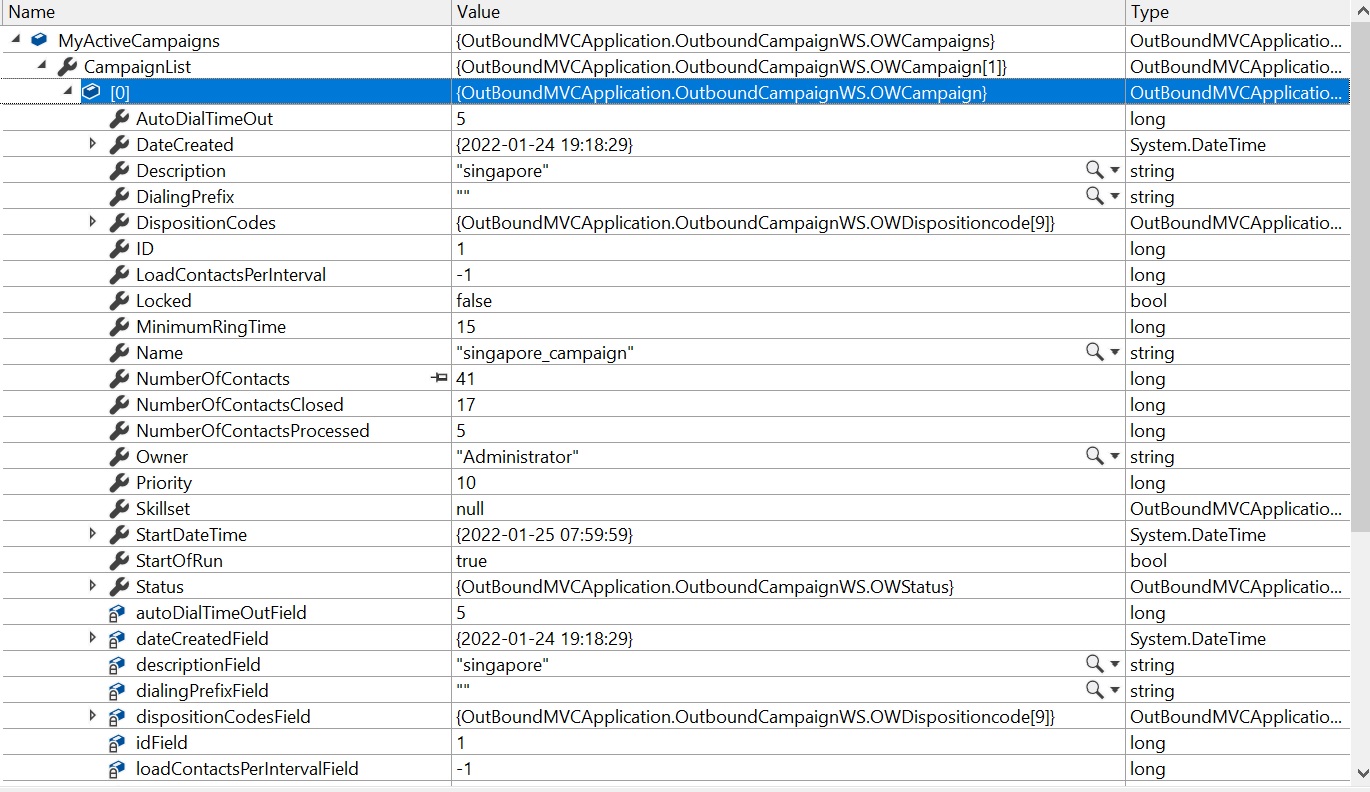 Name Value Type
MyActiveCampaigns {OutBoundMVCApplication.OutboundCampaignWS.OWCampaigns} OutBoundMVCApplicatio...
CampaignList {OutBoundMVCApplication.OutboundCampaignWS.OWCampaign[1]} OutBoundMVCApplicatio...
[0] {OutBoundMVCApplication.OutboundCampaignWS.OWCampaign} OutBoundMVCApplicatio...
AutoDialTimeOut 5 long
DateCreated {2022-01-24 19:18:29} System.DateTime
Description "singapore" string
DialingPrefix "" string
DispositionCodes {OutBoundMVCApplication.OutboundCampaignWS.OWDispositioncode[9]} OutBoundMVCApplicatio...
ID 1 long
LoadContactsPerInterval -1 long
Locked false bool
MinimumRingTime 15 long
Name "singapore_campaign" string
NumberOfContacts 41 long
NumberOfContactsClosed 17 long
NumberOfContactsProcessed 5 long
Owner "Administrator" string
Priority 10 long
Skillset null OutBoundMVCApplicatio...
StartDateTime {2022-01-25 07:59:59} System.DateTime
StartOfRun true bool
Status {OutBoundMVCApplication.OutboundCampaignWS.OWStatus} OutBoundMVCApplicatio...
autoDialTimeOutField 5 long
dateCreatedField {2022-01-24 19:18:29} System.DateTime
descriptionField "singapore" string
dialingPrefixField "" string
dispositionCodesField {OutBoundMVCApplication.OutboundCampaignWS.OWDispositioncode[9]} OutBoundMVCApplicatio...
idField 1 long
loadContactsPerIntervalField -1 long